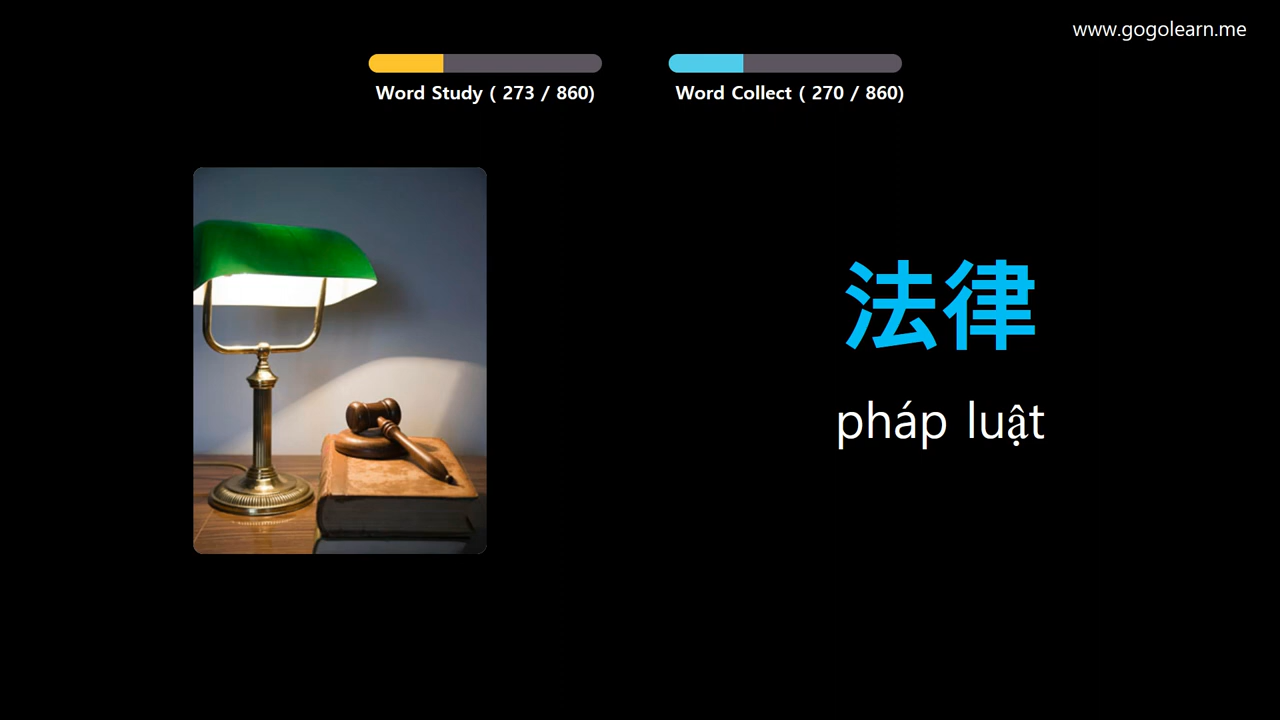 www.gogolearn.me
Word Study ( 273 / 860)
Word Collect ( 270 / 860)
法律
pháp luật